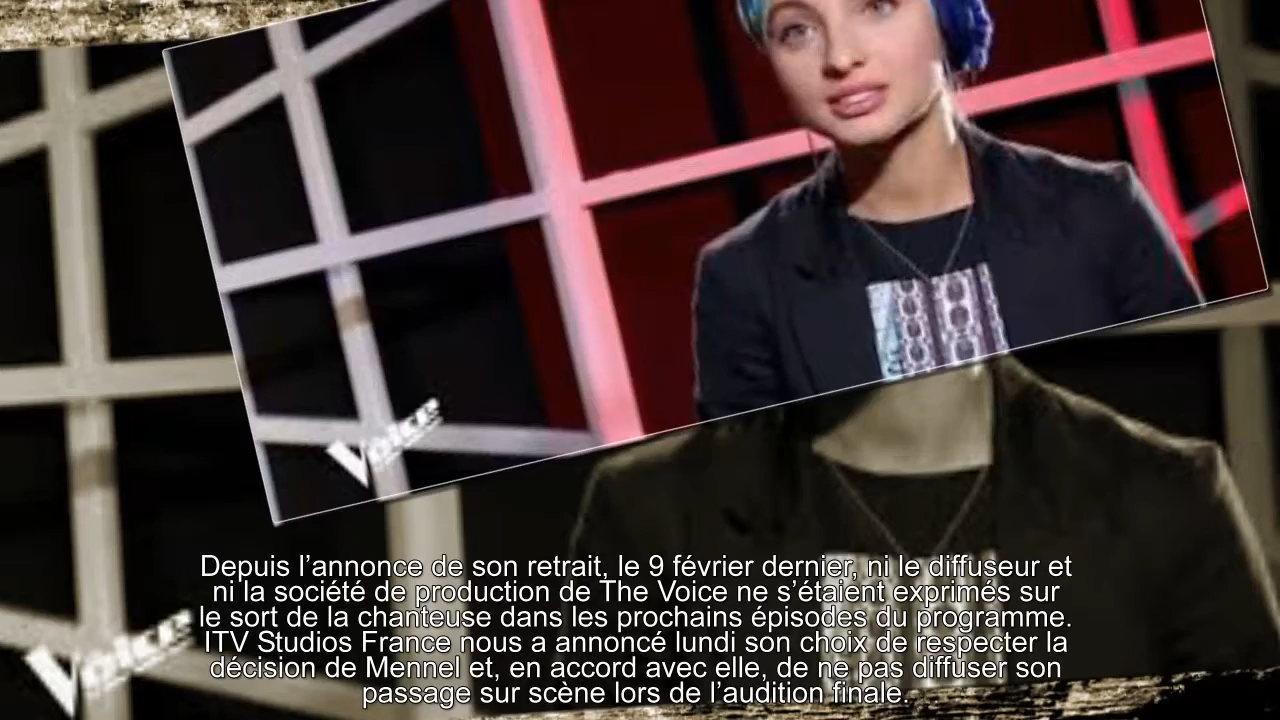 Voice
Voice
Depuis l’annonce de son retrait, le 9 février dernier, ni le diffuseur et
ni la société de production de The Voice ne s’étaient exprimés sur
le sort de la chanteuse dans les prochains épisodes du programme.
ITV Studios France nous a annoncé lundi son choix de respecter la
décision de Mennel et, en accord avec elle, de ne pas diffuser son
passage sur scène lors de l’audition finale.